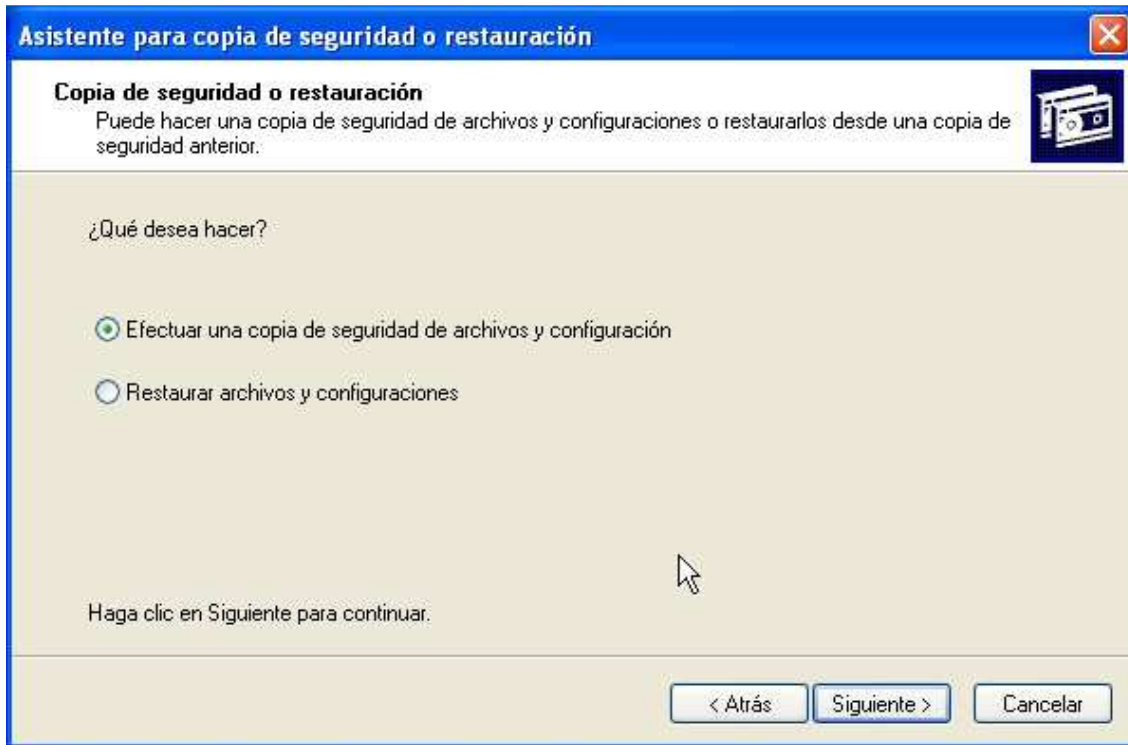 Asistente para copia de seguridad o restauración
Copia de seguridad o restauración
Puede hacer una copia de seguridad de archivos y configuraciones o restaurarlos desde una copia de
seguridad anterior.
¿Qué desea hacer?
Efectuar una copia de seguridad de archivos y configuración
Restaurar archivos y configuraciones
Haga clic en Siguiente para continuar.
< Atrás Siguiente > Cancelar